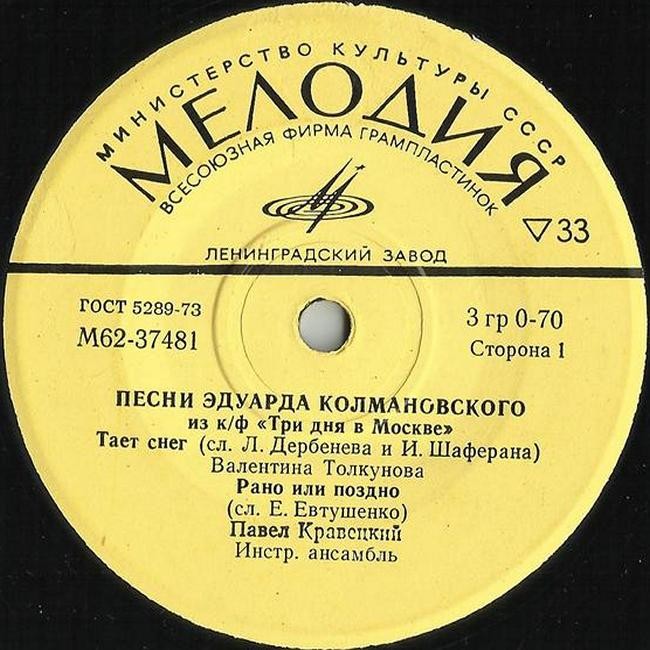 МИНИСТЕРСТВО КУЛЬТУРЫ СССР
МЕЛОДИЯ
ВСЕСОЮЗНАЯ ФИРМА ГРАМПЛАСТИНОК
▽33
ЛЕНИНГРАДСКИЙ ЗАВОД
ГОСТ 5289-73
М62-37481
3 гр 0-70
Сторона 1
ПЕСНИ ЭДУАРДА КОЛМАНОВСКОГО
из к/ф «Три дня в Москве»
Тает снег (сл. Л. Дербенева и И. Шаферана)
Валентина Толкунова
Рано или поздно
(сл. Е. Евтушенко)
Павел Кравецкий
Инстр. ансамбль